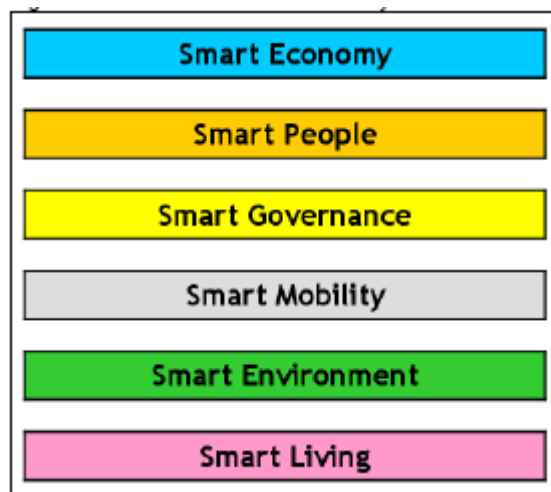 Smart Economy
Smart People
Smart Governance
Smart Mobility
Smart Environment
Smart Living